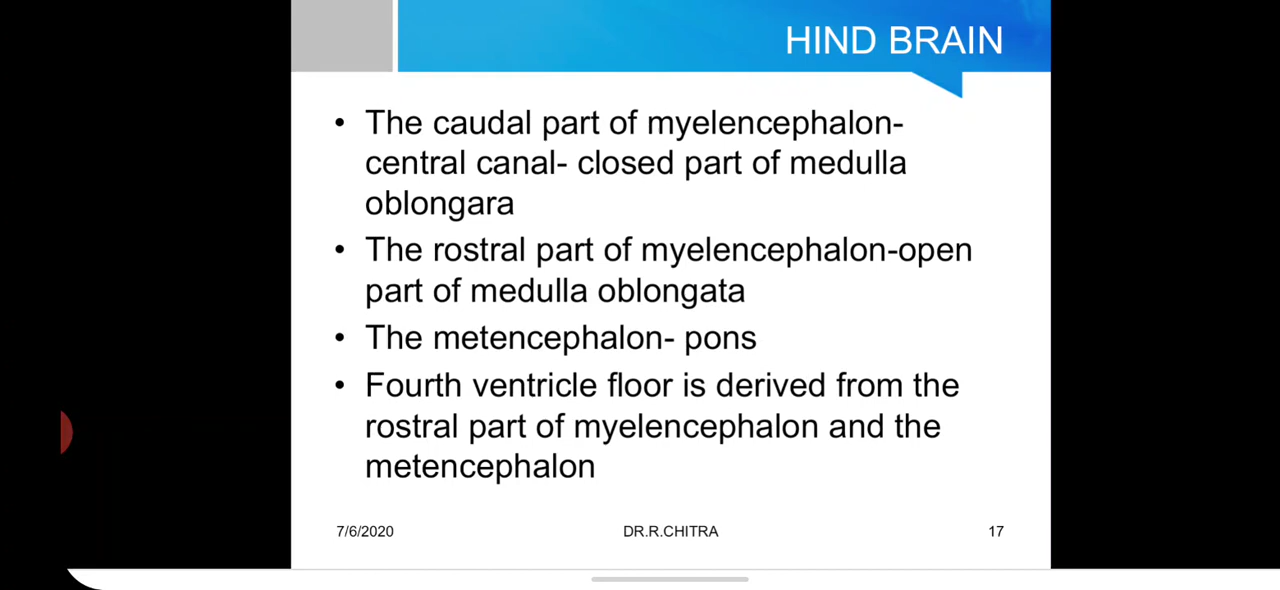 HIND BRAIN
• The caudal part of myelencephalon-
central canal- closed part of medulla
oblongara
• The rostral part of myelencephalon-open
part of medulla oblongata
• The metencephalon- pons
• Fourth ventricle floor is derived from the
rostral part of myelencephalon and the
metencephalon
7/6/2020 DR.R.CHITRA 17